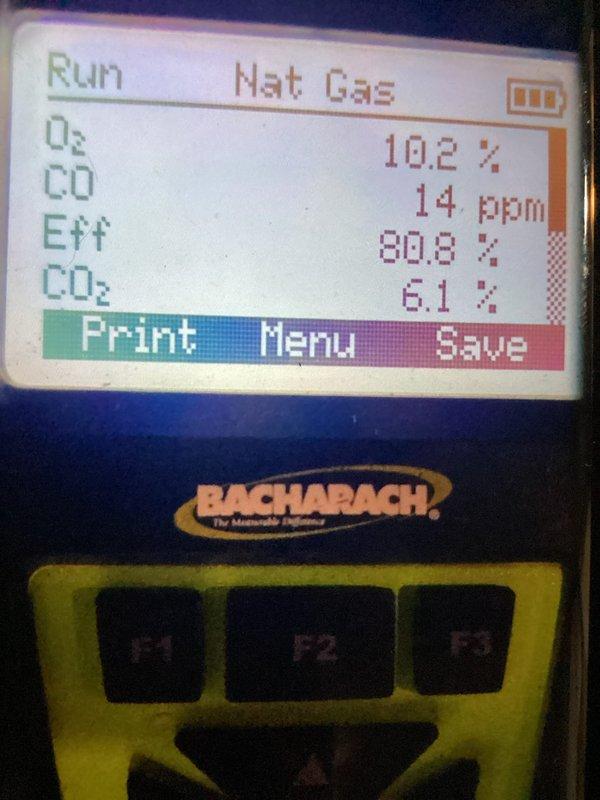 Run Nat Gas
O₂ 10.2 %
CO 14 ppm
Eff 80.8 %
CO₂ 6.1 %
Print Menu Save
BACHARACH®
The Measurable Difference
F1 F2 F3